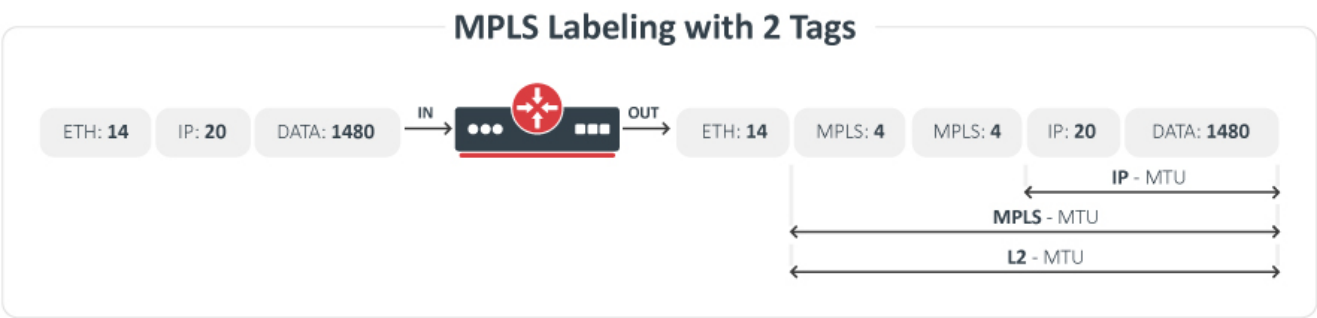 MPLS Labeling with 2 Tags
ETH: 14 IP: 20 DATA: 1480 IN OUT ETH: 14 MPLS: 4 MPLS: 4 IP: 20 DATA: 1480
IP - MTU
MPLS - MTU
L2 - MTU